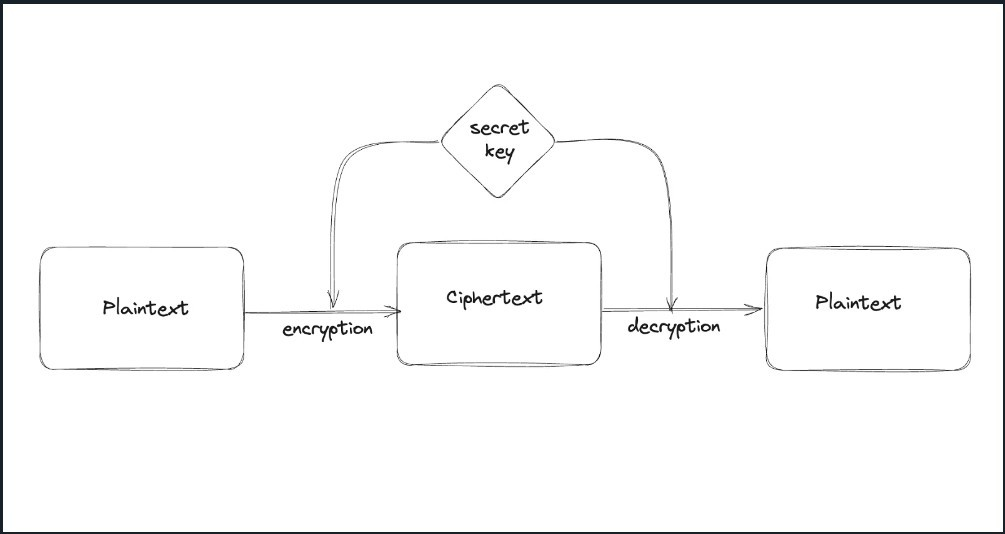 secret
key
Plaintext
encryption
Ciphertext
decryption
Plaintext